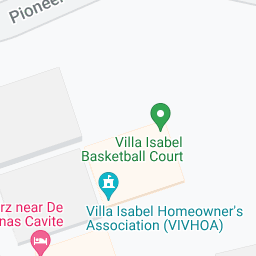 Pioneer
Villa Isabel
Basketball Court
rz near De
nas Cavite
Villa Isabel Homeowner's
Association (VIVHOA)